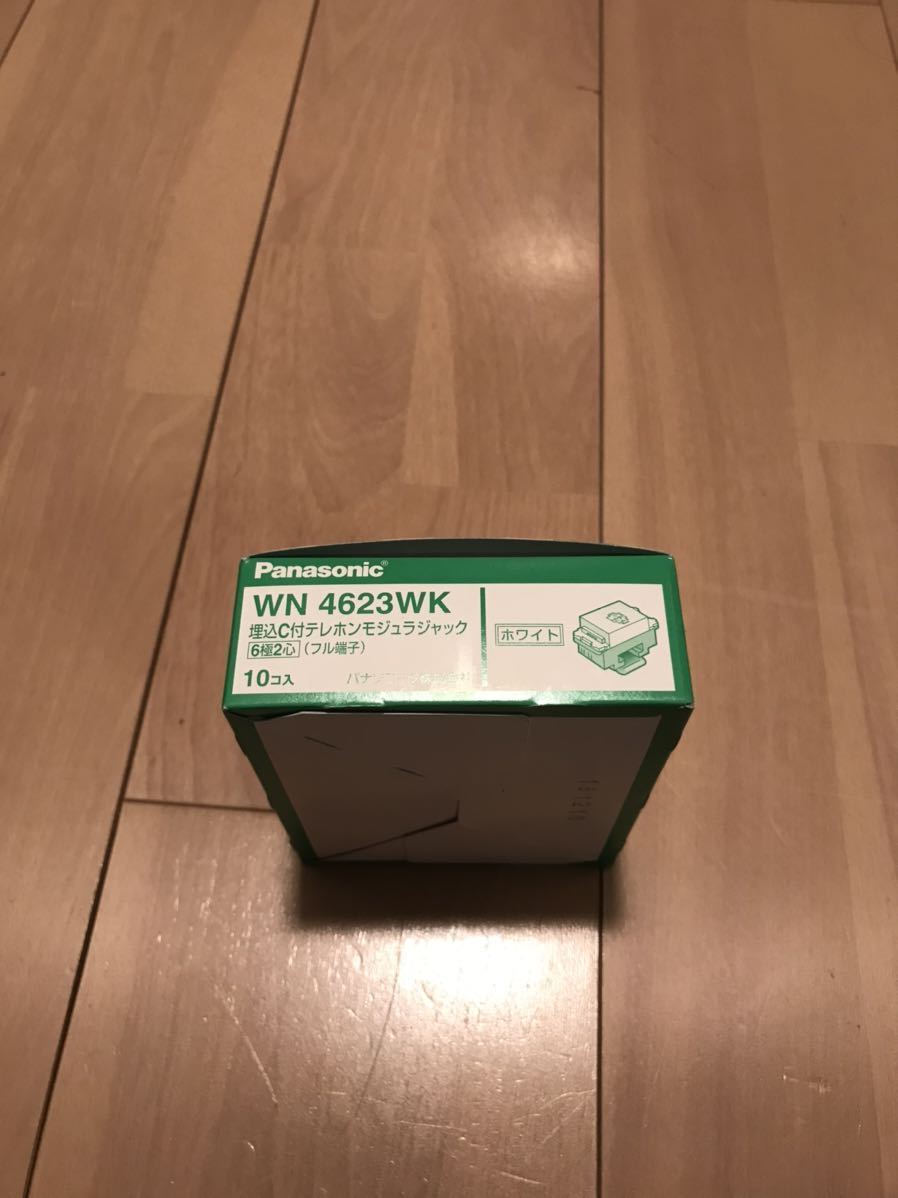 Panasonic®
WN 4623WK
埋込C付テレホンモジュラジャック
6極2心 (フル端子)
10コ入
ホワイト